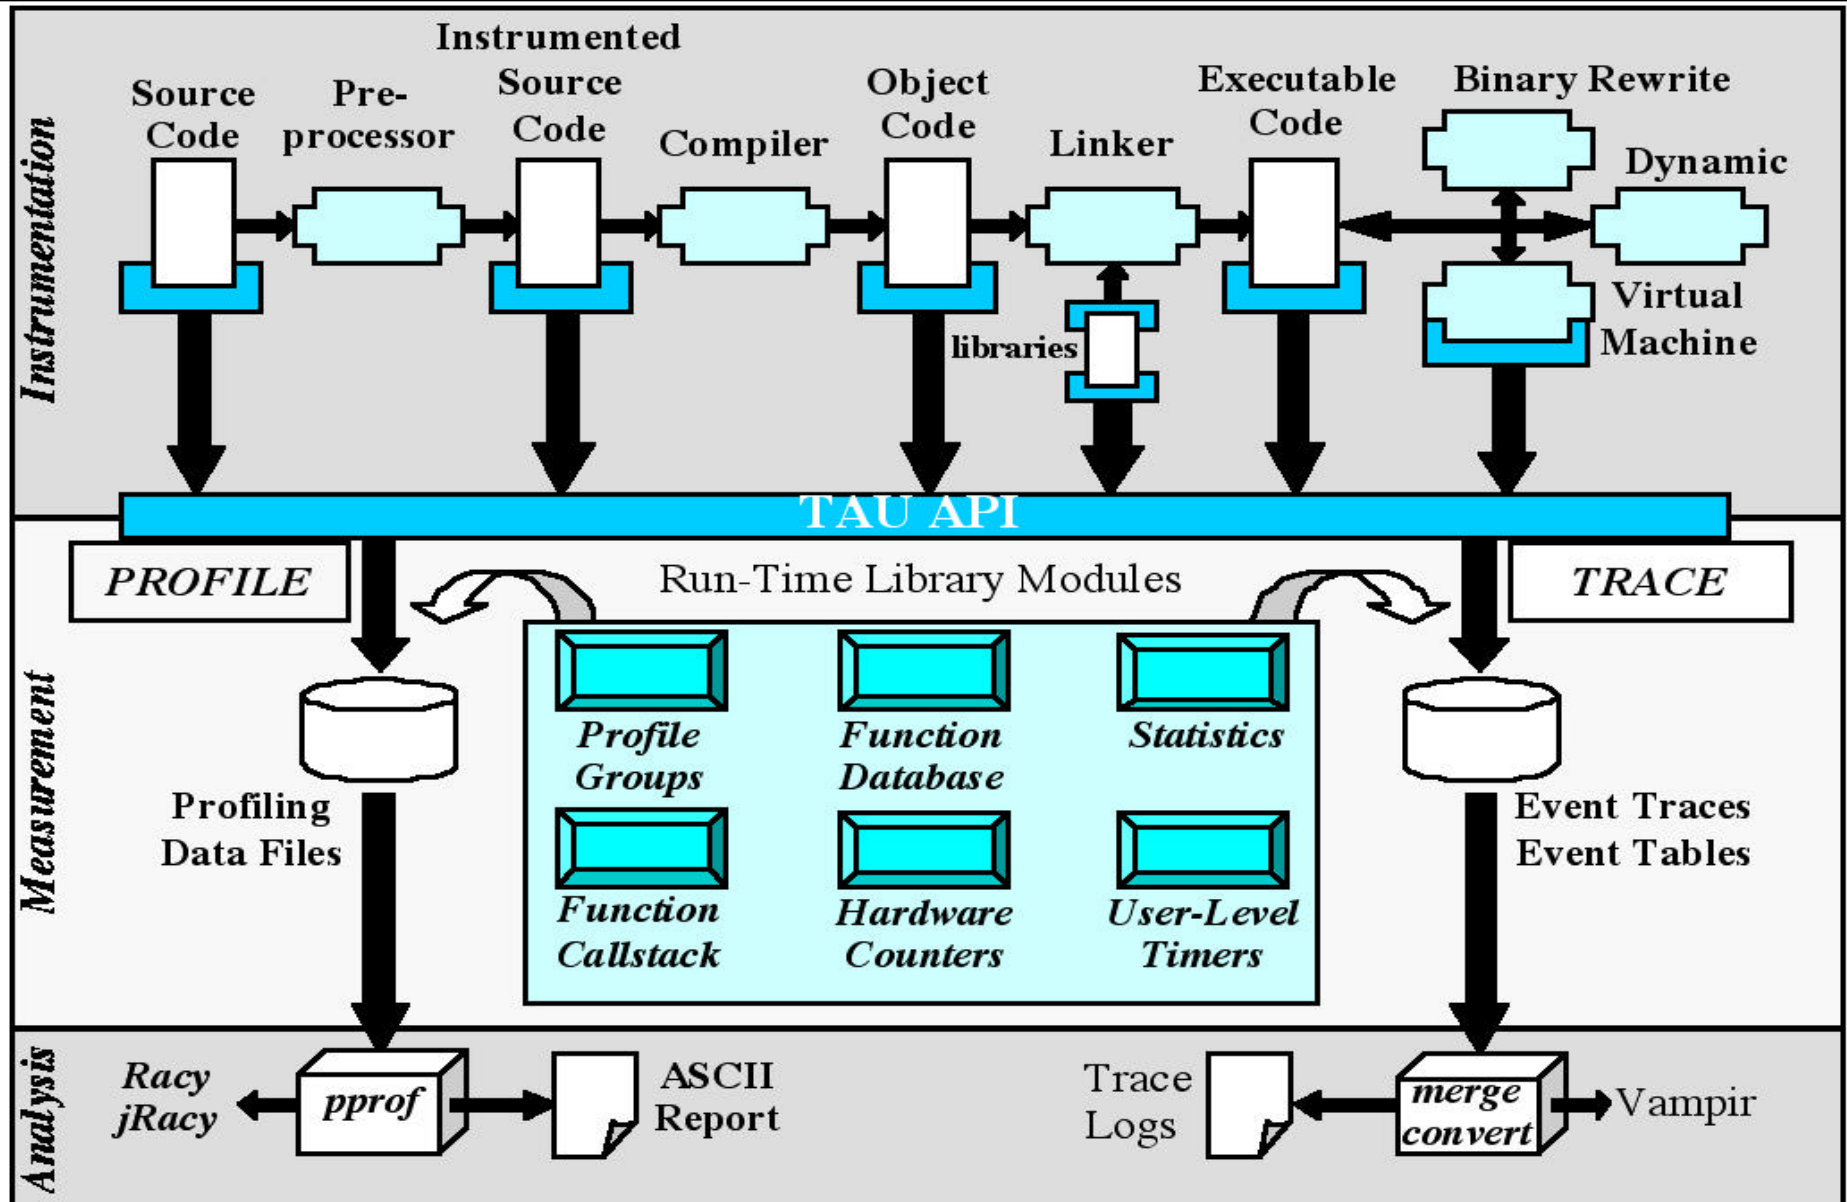 Instrumentation
Source
Code
Pre-
processor
Instrumented
Source
Code
Compiler
Object
Code
Linker
Executable
Code
Binary Rewrite
Dynamic
Virtual
Machine
libraries
TAU API
Measurement
PROFILE
Run-Time Library Modules
TRACE
Profile
Groups
Function
Database
Statistics
Function
Callstack
Hardware
Counters
User-Level
Timers
Profiling
Data Files
Event Traces
Event Tables
Analysis
Racy
jRacy
pprof
ASCII
Report
Trace
Logs
merge
convert
Vampir